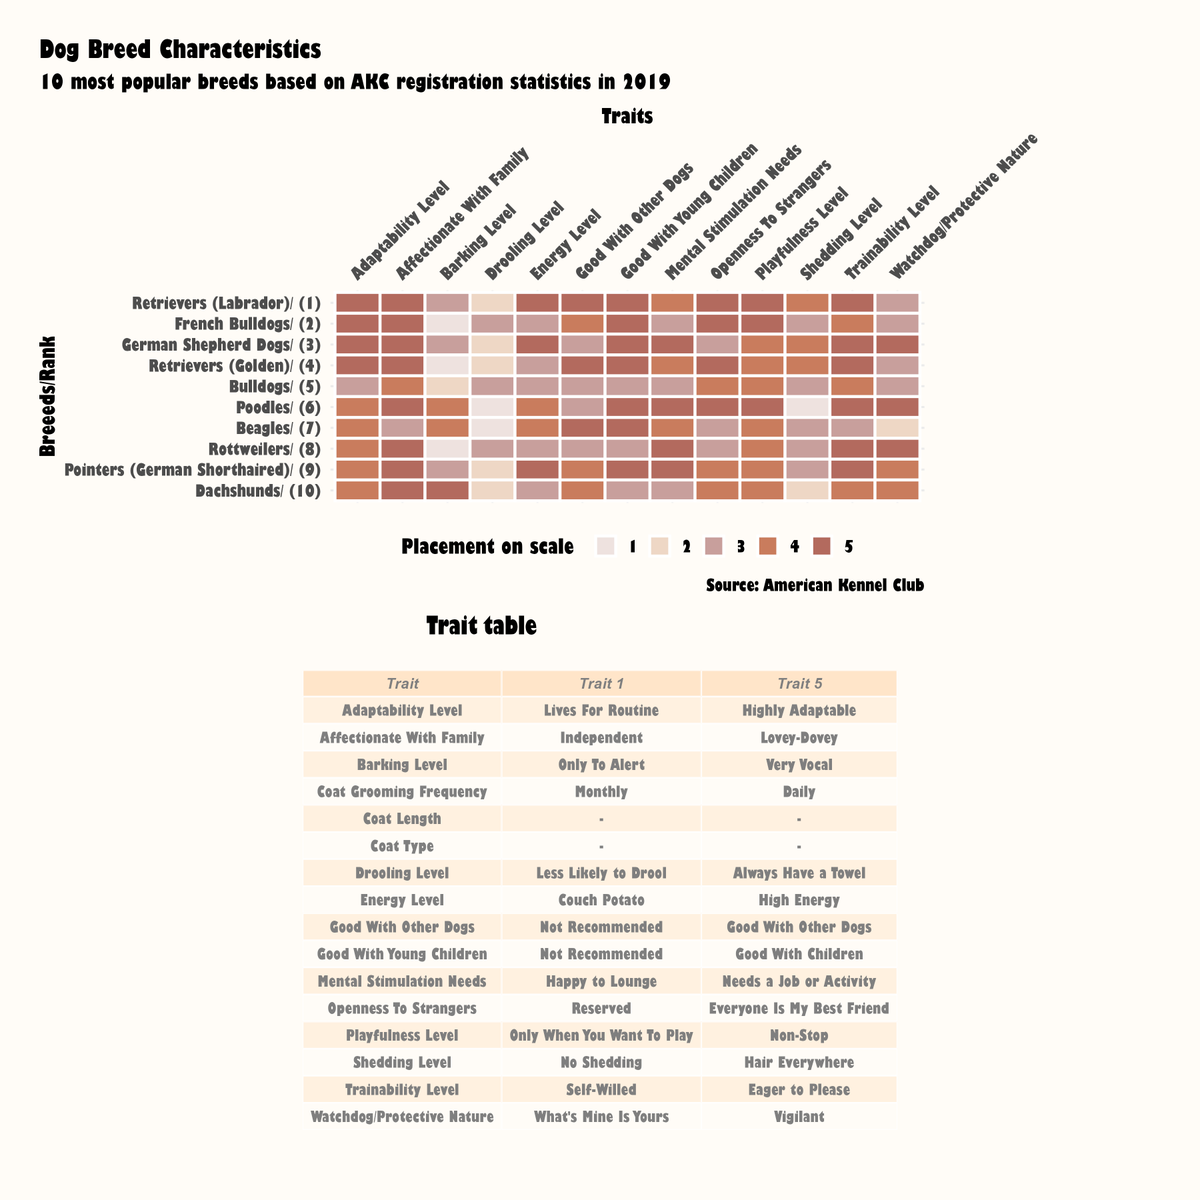 Dog Breed Characteristics
10 most popular breeds based on AKC registration statistics in 2019
Traits
Adaptability Level
Affectionate With Family
Barking Level
Drooling Level
Energy Level
Good With Other Dogs
Good With Young Children
Mental Stimulation Needs
Openness To Strangers
Playfulness Level
Shedding Level
Trainability Level
Watchdog/Protective Nature
Breeeds/Rank
Retrievers (Labrador)/ (1)
French Bulldogs/ (2)
German Shepherd Dogs/ (3)
Retrievers (Golden)/ (4)
Bulldogs/ (5)
Poodles/ (6)
Beagles/ (7)
Rottweilers/ (8)
Pointers (German Shorthaired)/ (9)
Dachshunds/ (10)
Placement on scale 1 2 3 4 5
Source: American Kennel Club
Trait table
Trait Trait 1 Trait 5
Adaptability Level Lives For Routine Highly Adaptable
Affectionate With Family Independent Lovey-Dovey
Barking Level Only To Alert Very Vocal
Coat Grooming Frequency Monthly Daily
Coat Length - -
Coat Type - -
Drooling Level Less Likely to Drool Always Have a Towel
Energy Level Couch Potato High Energy
Good With Other Dogs Not Recommended Good With Other Dogs
Good With Young Children Not Recommended Good With Children
Mental Stimulation Needs Happy to Lounge Needs a Job or Activity
Openness To Strangers Reserved Everyone Is My Best Friend
Playfulness Level Only When You Want To Play Non-Stop
Shedding Level No Shedding Hair Everywhere
Trainability Level Self-Willed Eager to Please
Watchdog/Protective Nature What's Mine Is Yours Vigilant